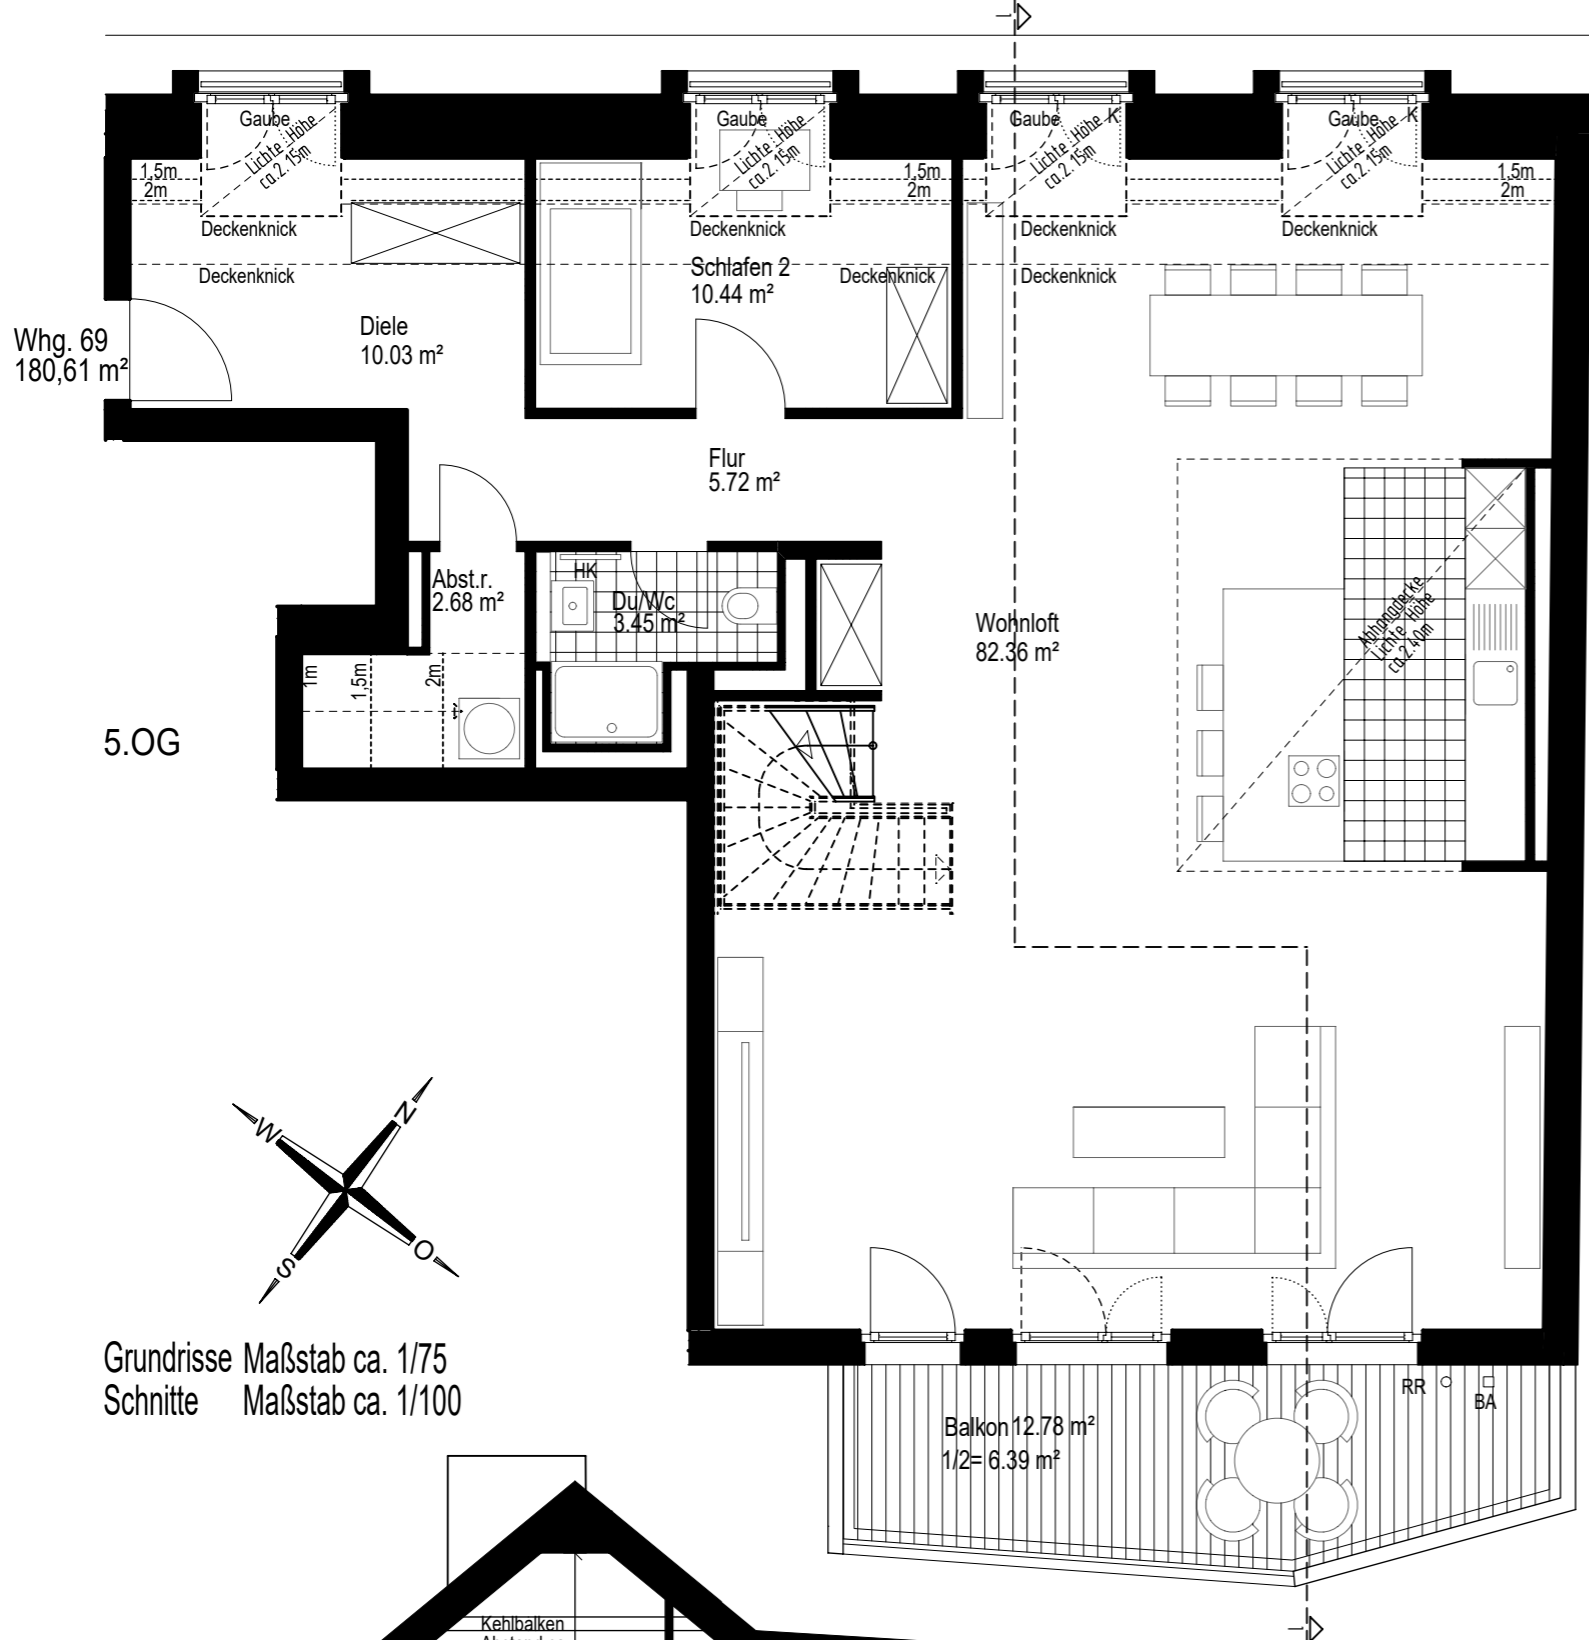 1
Gaube
Lichte Höhe
ca.2.15m
Gaube
Lichte Höhe
ca.2.15m
Gaube
K
Lichte Höhe
ca.2.15m
Gaube
K
Lichte Höhe
ca.2.15m
1,5m
2m
1,5m
2m
1,5m
2m
Deckenknick
Deckenknick
Deckenknick
Deckenknick
Deckenknick
Deckenknick
Deckenknick
Schlafen 2
10.44 m²
Diele
10.03 m²
Whg. 69
180,61 m²
Flur
5.72 m²
Abst.r.
2.68 m²
HK
Du/Wc
3.45 m²
Wohnloft
82.36 m²
Abhangdecke
Lichte Höhe
ca.2.40m
1m
1,5m
2m
5.OG
N
W
O
S
Grundrisse Maßstab ca. 1/75
Schnitte Maßstab ca. 1/100
RR
BA
Balkon 12.78 m²
1/2= 6.39 m²
Kehlbalken
1